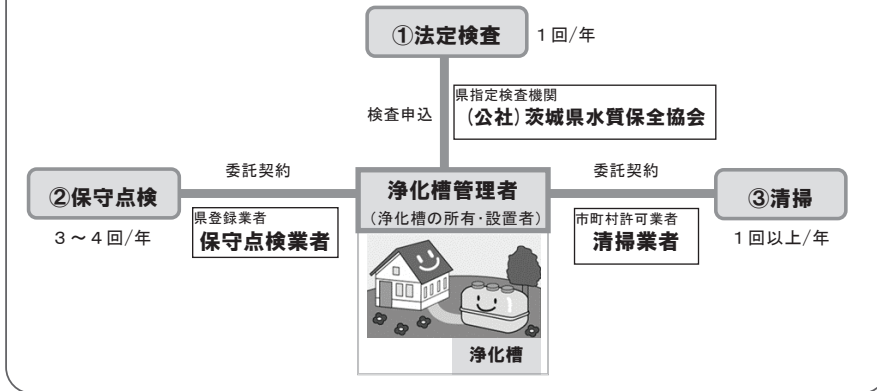 ①法定検査
1回/年
検査申込
県指定検査機関
(公社)茨城県水質保全協会
②保守点検
3～4回/年
委託契約
県登録業者
保守点検業者
浄化槽管理者
(浄化槽の所有・設置者)
委託契約
市町村許可業者
清掃業者
③清掃
1回以上/年
浄化槽